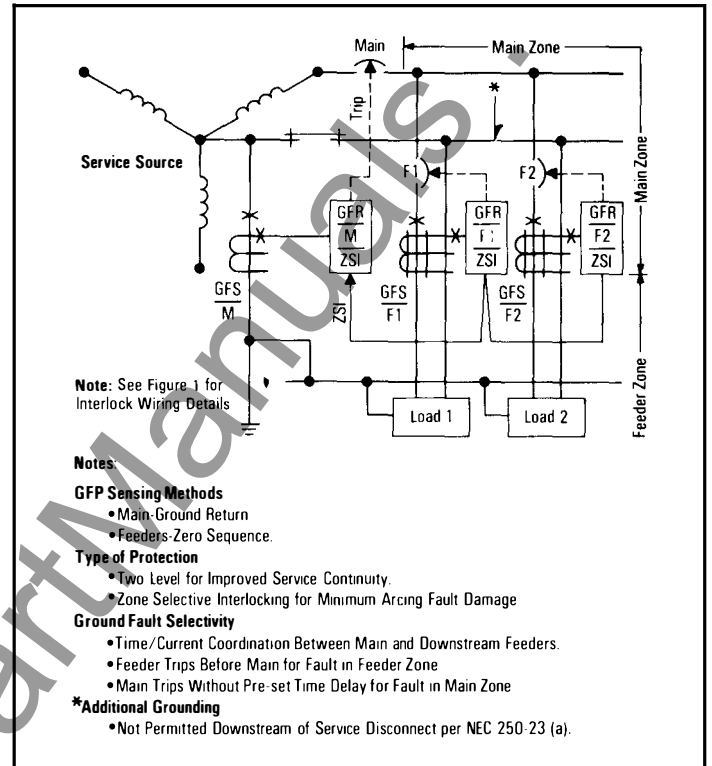 Main
Main Zone
*
Trip
Service Source
F1
F2
Main Zone
GFR
M
ZSI
GFR
F1
ZSI
GFR
F2
ZSI
GFS
M
ZSI
GFS
F1
GFS
F2
Feeder Zone
Note: See Figure 1 for
Interlock Wiring Details
Load 1
Load 2
Notes:
GFP Sensing Methods
•Main-Ground Return
•Feeders-Zero Sequence.
Type of Protection
•Two Level for Improved Service Continuity.
•Zone Selective Interlocking for Minimum Arcing Fault Damage
Ground Fault Selectivity
•Time/Current Coordination Between Main and Downstream Feeders.
•Feeder Trips Before Main for Fault in Feeder Zone
•Main Trips Without Pre-set Time Delay for Fault in Main Zone
*Additional Grounding
•Not Permitted Downstream of Service Disconnect per NEC 250-23 (a).
artManuals.